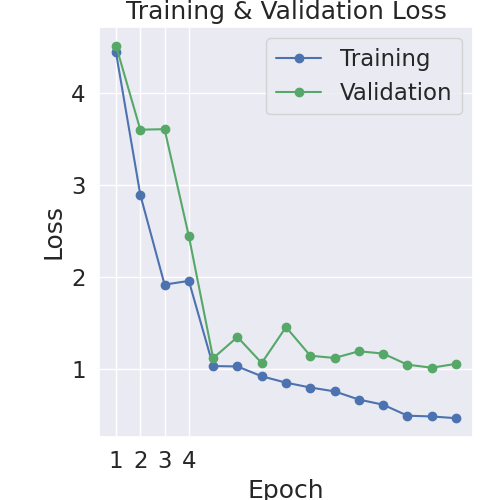 Training & Validation Loss
Training
Validation
Loss
4
3
2
1
1 2 3 4
Epoch